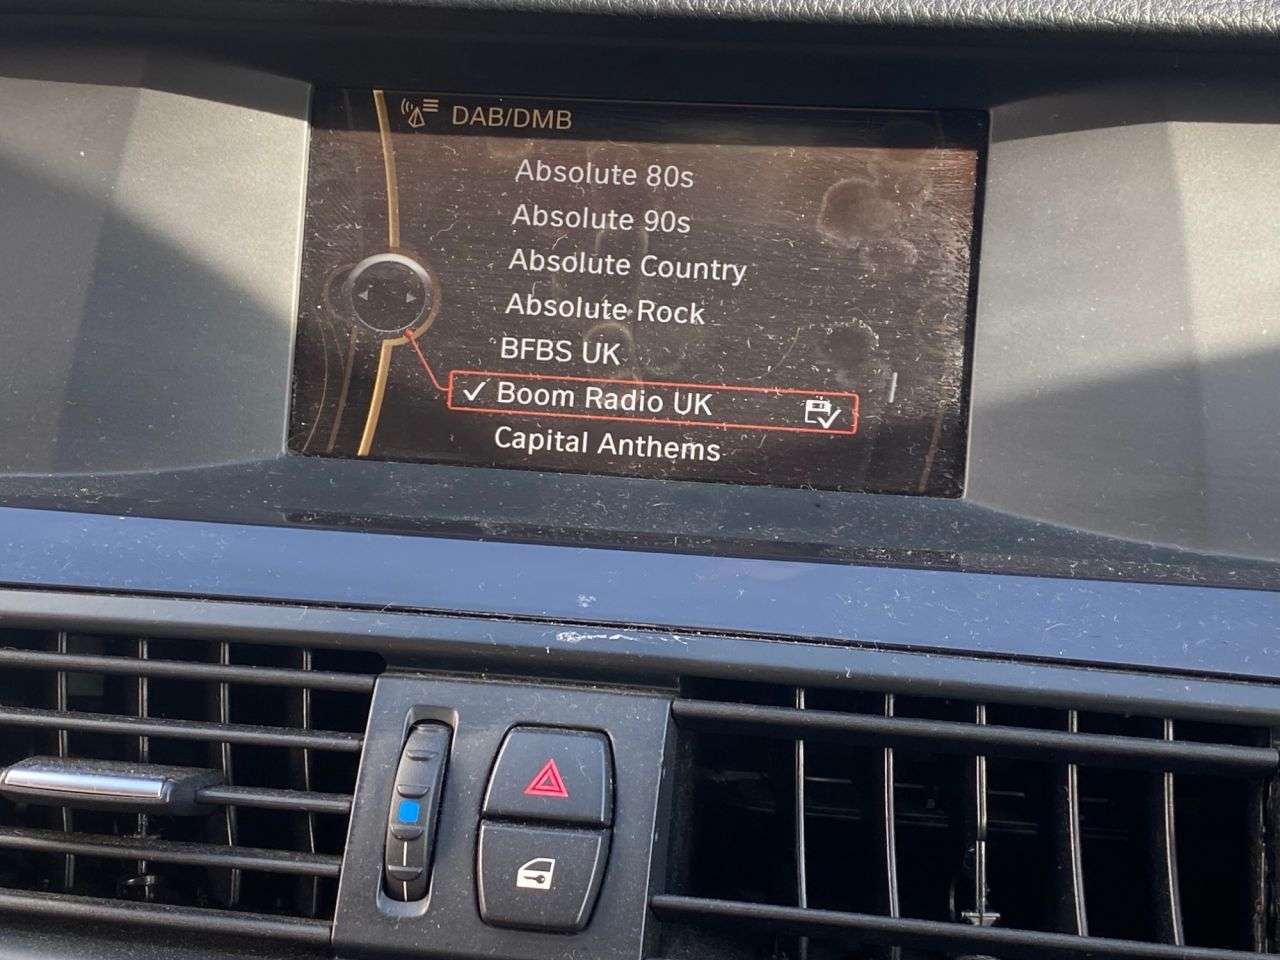 DAB/DMB
Absolute 80s
Absolute 90s
Absolute Country
Absolute Rock
BFBS UK
Boom Radio UK
Capital Anthems